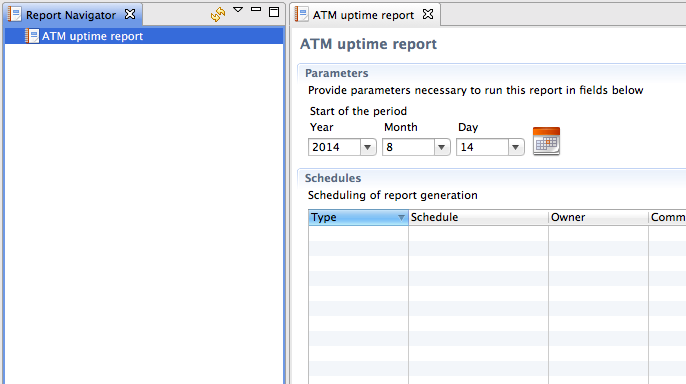 Report Navigator
ATM uptime report
ATM uptime report
ATM uptime report
Parameters
Provide parameters necessary to run this report in fields below
Start of the period
Year Month Day
2014 8 14
Schedules
Scheduling of report generation
Type Schedule Owner Comm